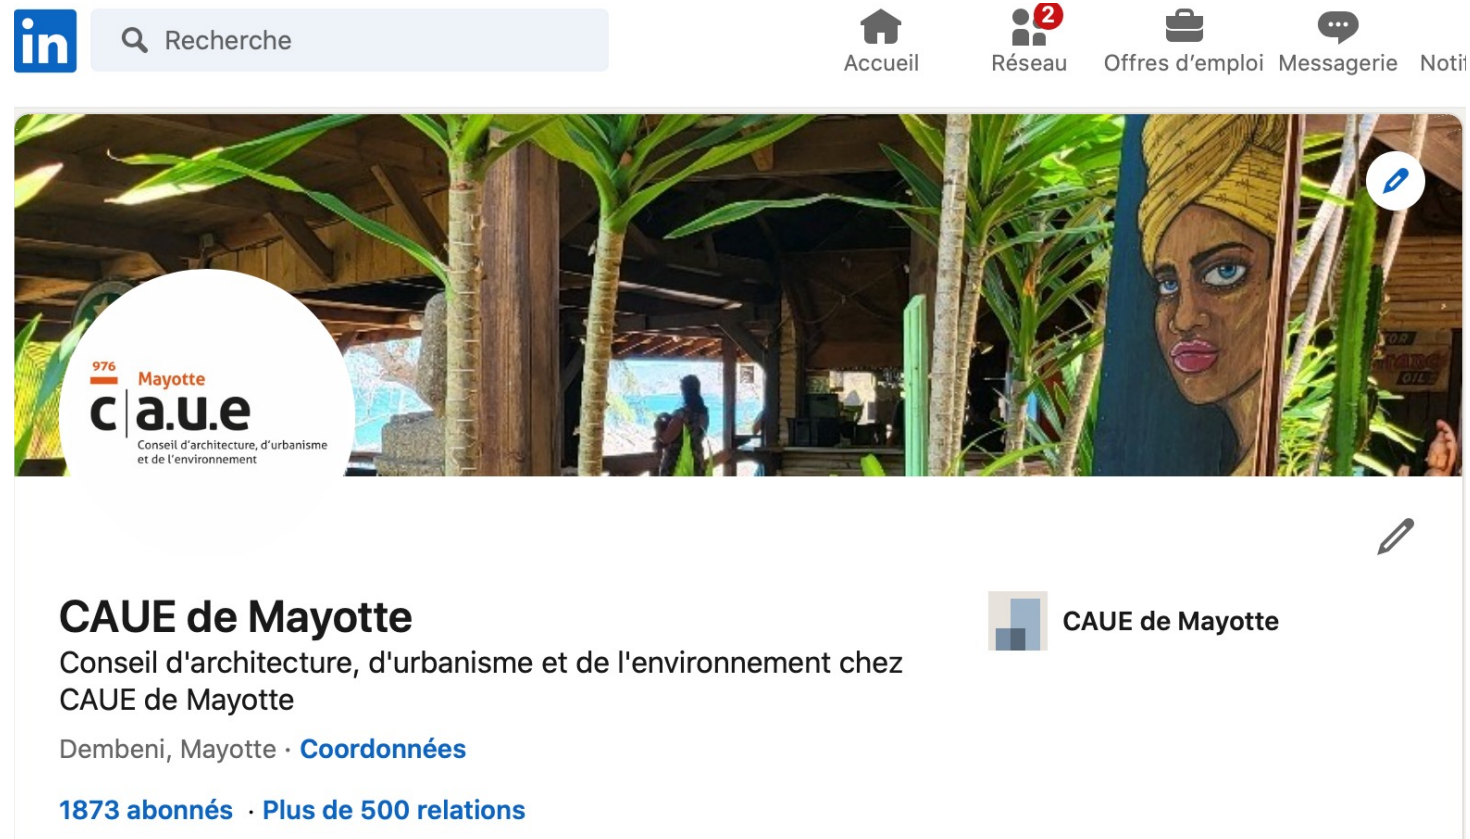 in
Recherche
2
Accueil
Réseau
Offres d’emploi
Messagerie
Notif
976
Mayotte
c|a.u.e
Conseil d'architecture, d'urbanisme
et de l'environnement
OIL
CAUE de Mayotte
Conseil d'architecture, d'urbanisme et de l'environnement chez
CAUE de Mayotte
Dembeni, Mayotte · Coordonnées
1873 abonnés · Plus de 500 relations
CAUE de Mayotte